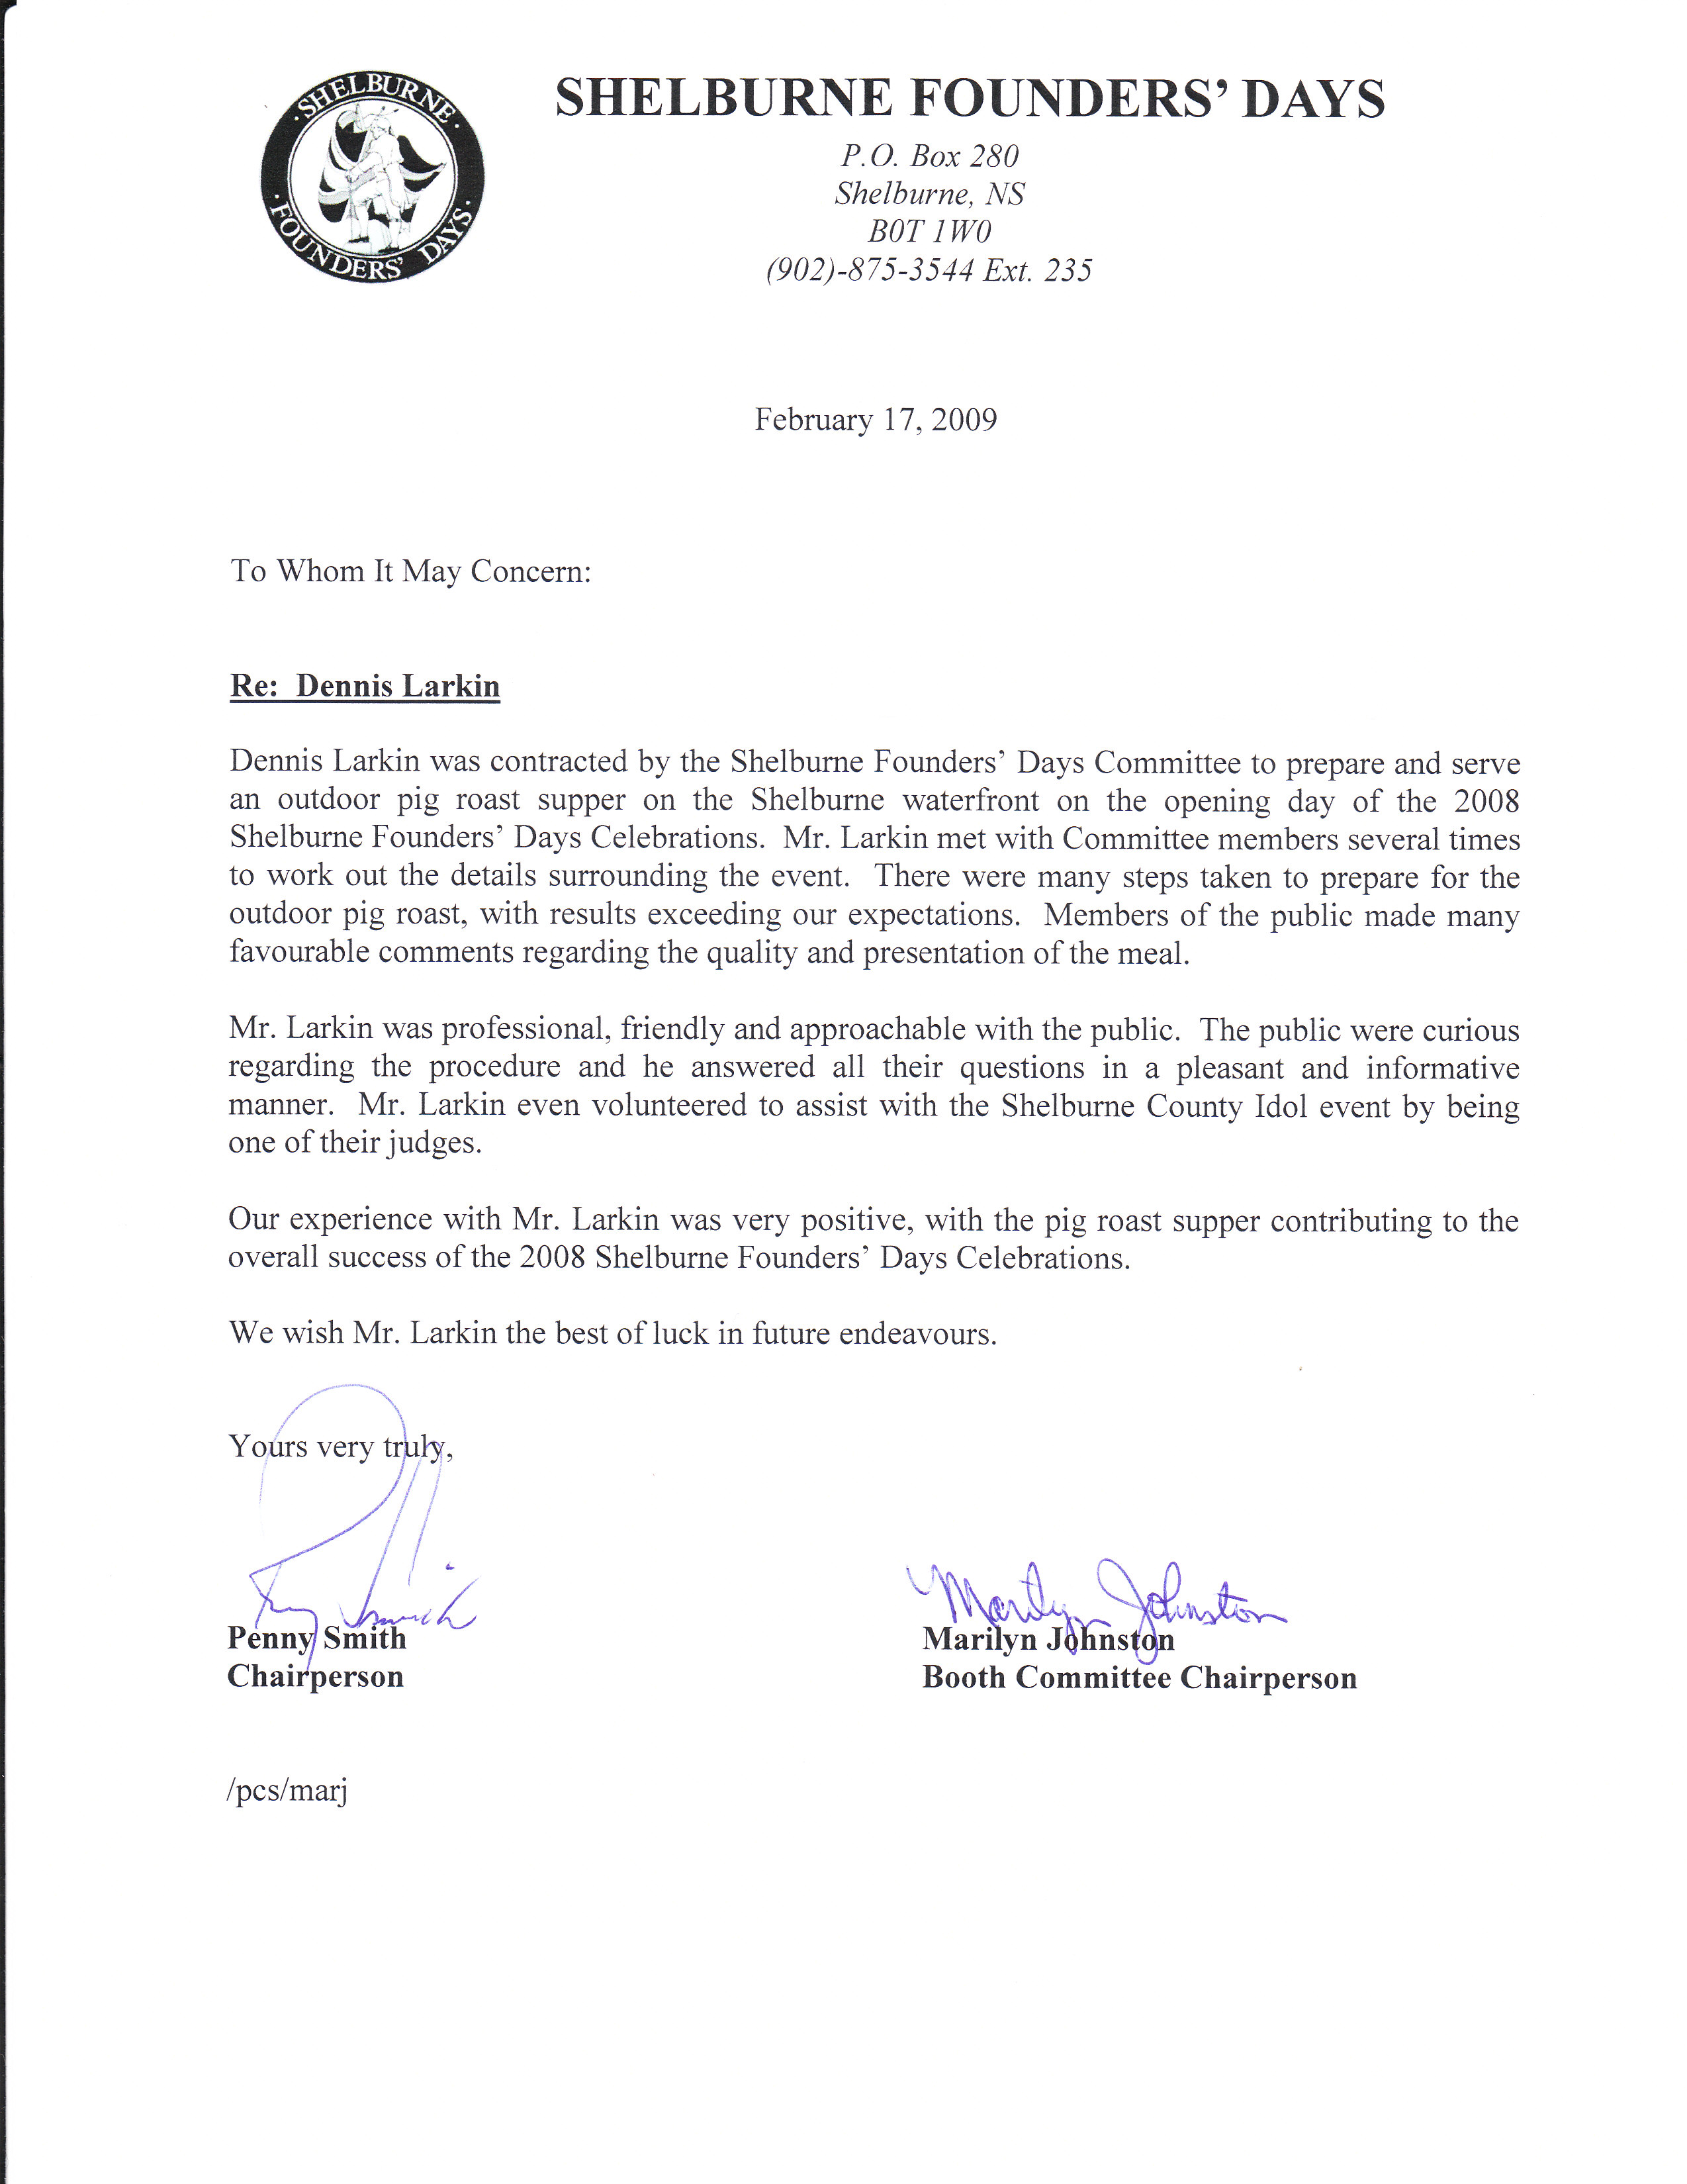 SHELBURNE
FOUNDERS' DAYS
SHELBURNE FOUNDERS' DAYS
P.O. Box 280
Shelburne, NS
B0T 1W0
(902)-875-3544 Ext. 235
February 17, 2009
To Whom It May Concern:
Re: Dennis Larkin
Dennis Larkin was contracted by the Shelburne Founders' Days Committee to prepare and serve
an outdoor pig roast supper on the Shelburne waterfront on the opening day of the 2008
Shelburne Founders' Days Celebrations. Mr. Larkin met with Committee members several times
to work out the details surrounding the event. There were many steps taken to prepare for the
outdoor pig roast, with results exceeding our expectations. Members of the public made many
favourable comments regarding the quality and presentation of the meal.
Mr. Larkin was professional, friendly and approachable with the public. The public were curious
regarding the procedure and he answered all their questions in a pleasant and informative
manner. Mr. Larkin even volunteered to assist with the Shelburne County Idol event by being
one of their judges.
Our experience with Mr. Larkin was very positive, with the pig roast supper contributing to the
overall success of the 2008 Shelburne Founders' Days Celebrations.
We wish Mr. Larkin the best of luck in future endeavours.
Yours very truly,
Penny Smith
Marilyn Johnston
Penny Smith
Marilyn Johnston
Chairperson
Booth Committee Chairperson
/pcs/marj